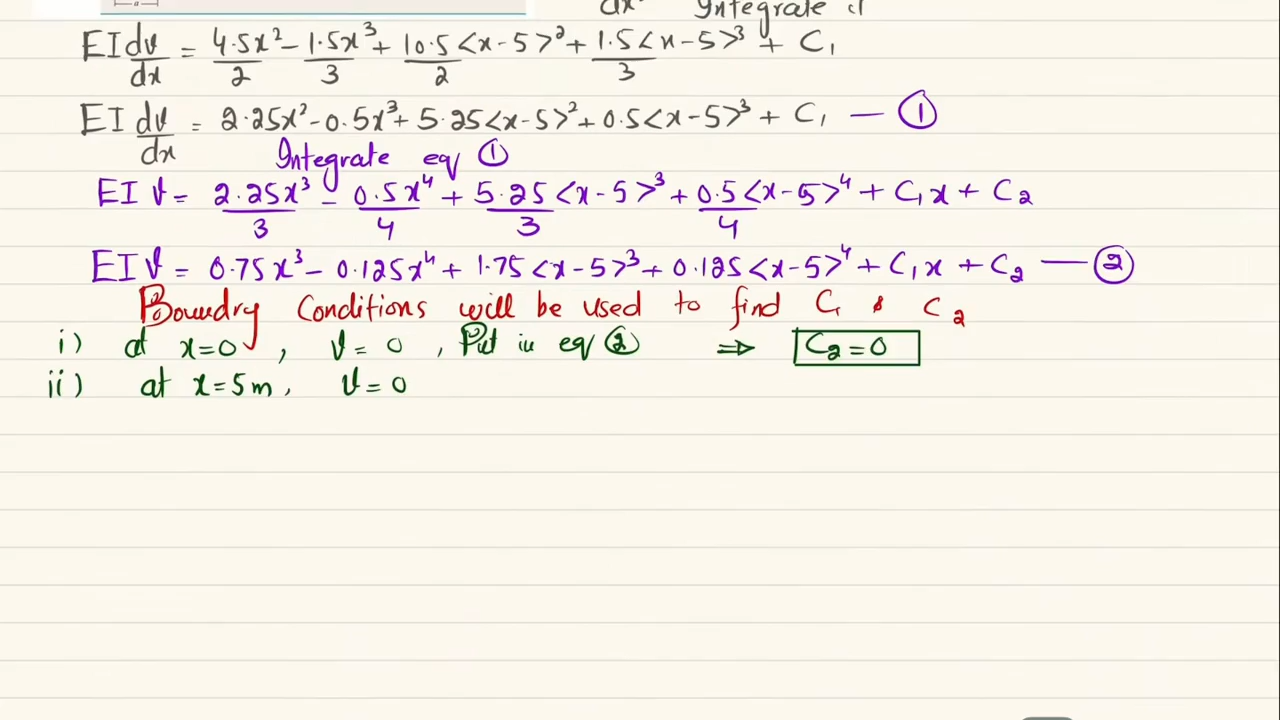 dx Integrate it
EI dv/dx = 4.5x²/2 - 1.5x³/3 + 10.5/2 <x-5>² + 1.5<x-5>³/3 + C₁
EI dv/dx = 2.25x² - 0.5x³ + 5.25<x-5>² + 0.5<x-5>³ + C₁ — ①
Integrate eq ①
EI v = 2.25x³/3 - 0.5x⁴/4 + 5.25/3 <x-5>³ + 0.5/4 <x-5>⁴ + C₁x + C₂
EI v = 0.75x³ - 0.125x⁴ + 1.75<x-5>³ + 0.125<x-5>⁴ + C₁x + C₂ — ②
Boundry Conditions will be used to find C₁ & C₂
i) at x=0, v=0, Put in eq ② ⇒ C₂=0
ii) at x=5m, v=0